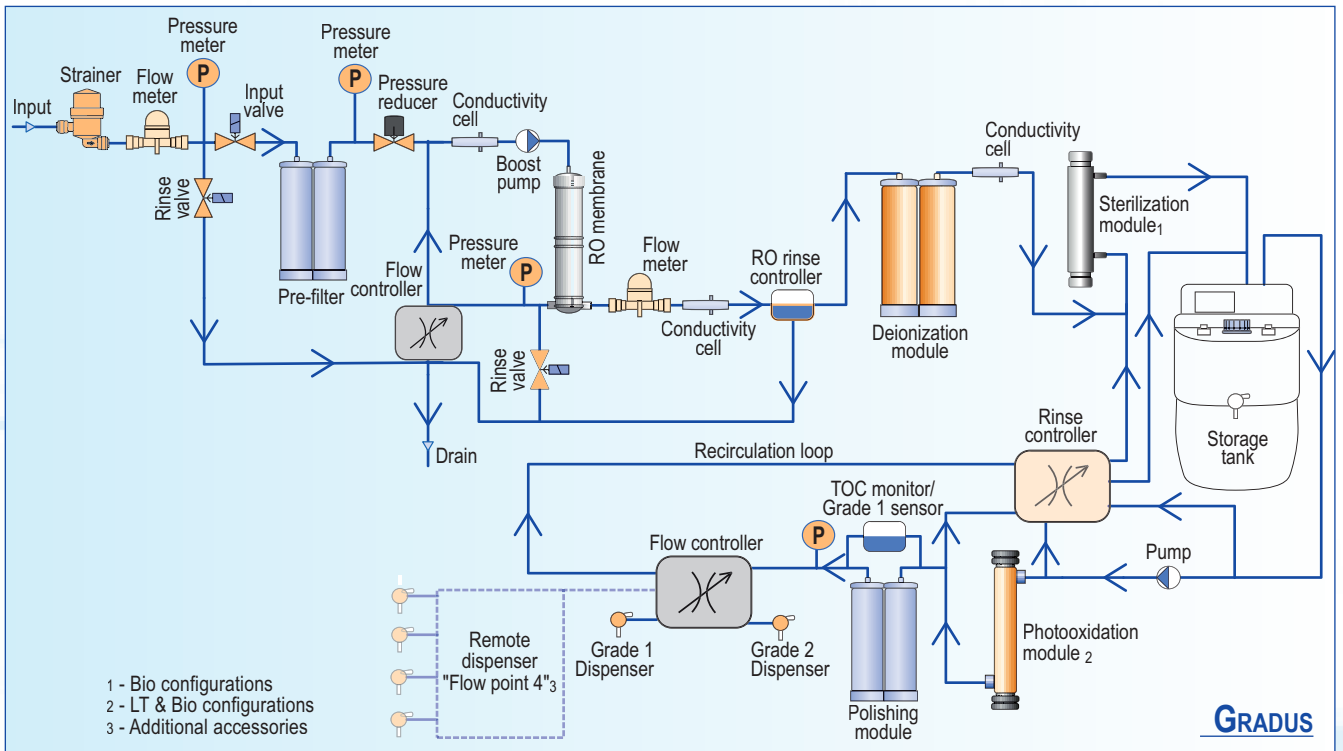 Pressure
meter
P
Strainer
Flow
meter
Input
valve
Input
Rinse
valve
Pressure
meter
P
Pressure
reducer
Conductivity
cell
Boost
pump
Pre-filter
RO membrane
Flow
controller
Pressure
meter
P
Rinse
valve
Flow
meter
Conductivity
cell
RO rinse
controller
Deionization
module
Conductivity
cell
Sterilization
module1
Storage
tank
Drain
Recirculation loop
Rinse
controller
TOC monitor/
Grade 1 sensor
P
Flow controller
Pump
Photooxidation
module 2
Polishing
module
Grade 1
Dispenser
Grade 2
Dispenser
Remote
dispenser
"Flow point 4"3
1 - Bio configurations
2 - LT & Bio configurations
3 - Additional accessories
GRADUS